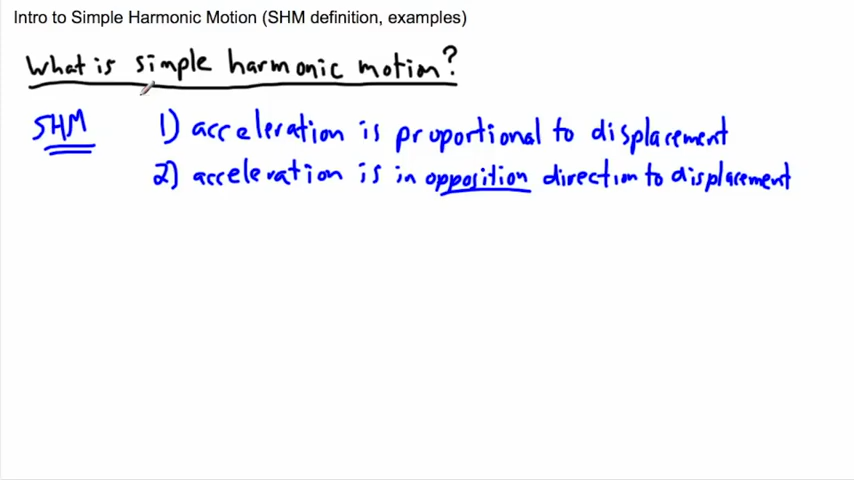 Intro to Simple Harmonic Motion (SHM definition, examples)
What is simple harmonic motion?
SHM 1) acceleration is proportional to displacement
2) acceleration is in opposition direction to displacement